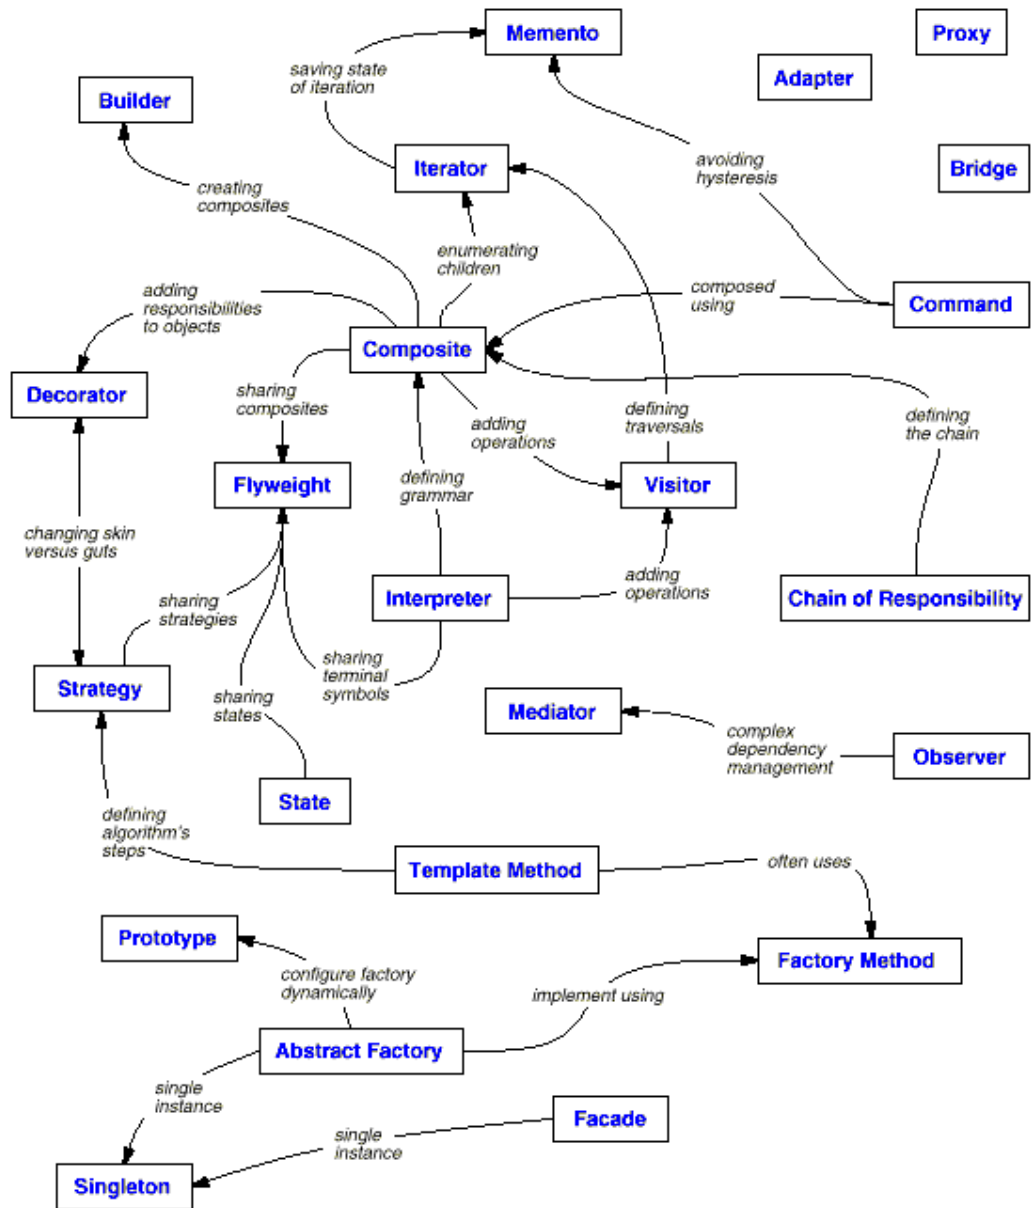 Memento
Proxy
Adapter
saving state
of iteration
Builder
avoiding
hysteresis
Iterator
Bridge
creating
composites
enumerating
children
adding
responsibilities
to objects
composed
using
Command
Composite
Decorator
sharing
composites
adding
operations
defining
traversals
defining
the chain
Flyweight
defining
grammar
Visitor
changing skin
versus guts
sharing
strategies
Interpreter
adding
operations
Chain of Responsibility
Strategy
sharing
states
sharing
terminal
symbols
Mediator
complex
dependency
management
Observer
State
defining
algorithm's
steps
Template Method
often uses
Prototype
Factory Method
configure factory
dynamically
implement using
Abstract Factory
single
instance
Facade
single
instance
Singleton